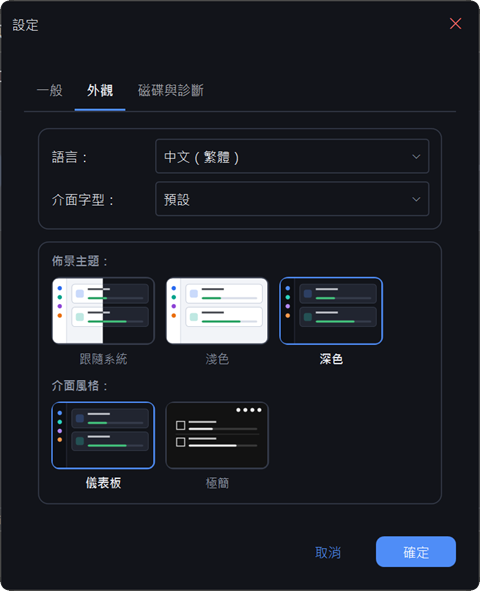 設定
一般 外觀 磁碟與診斷
語言：
中文（繁體）
介面字型：
預設
佈景主題：
跟隨系統 淺色 深色
介面風格：
儀表板 極簡
取消 確定